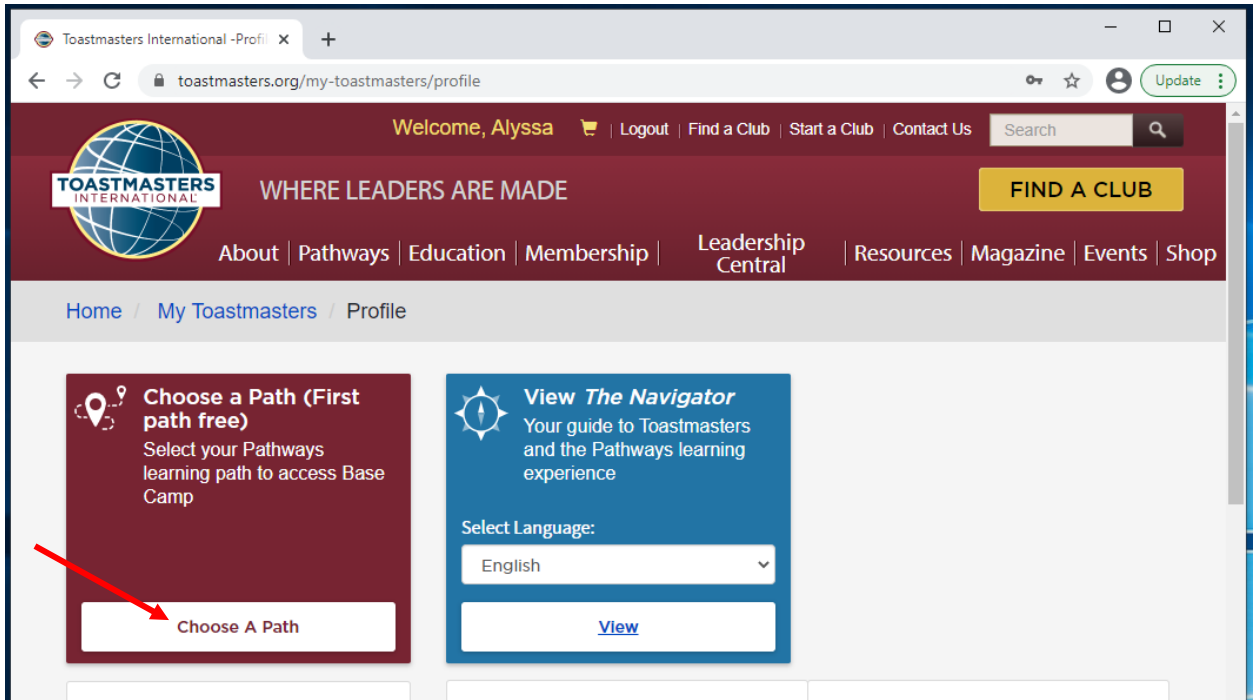 Toastmasters International -Profil
toastmasters.org/my-toastmasters/profile
Update
Welcome, Alyssa | Logout | Find a Club | Start a Club | Contact Us
Search
TOASTMASTERS
INTERNATIONAL
WHERE LEADERS ARE MADE
FIND A CLUB
About | Pathways | Education | Membership | Leadership Central | Resources | Magazine | Events | Shop
Home / My Toastmasters / Profile
Choose a Path (First
path free)
Select your Pathways
learning path to access Base
Camp
Choose A Path
View The Navigator
Your guide to Toastmasters
and the Pathways learning
experience
Select Language:
English
View